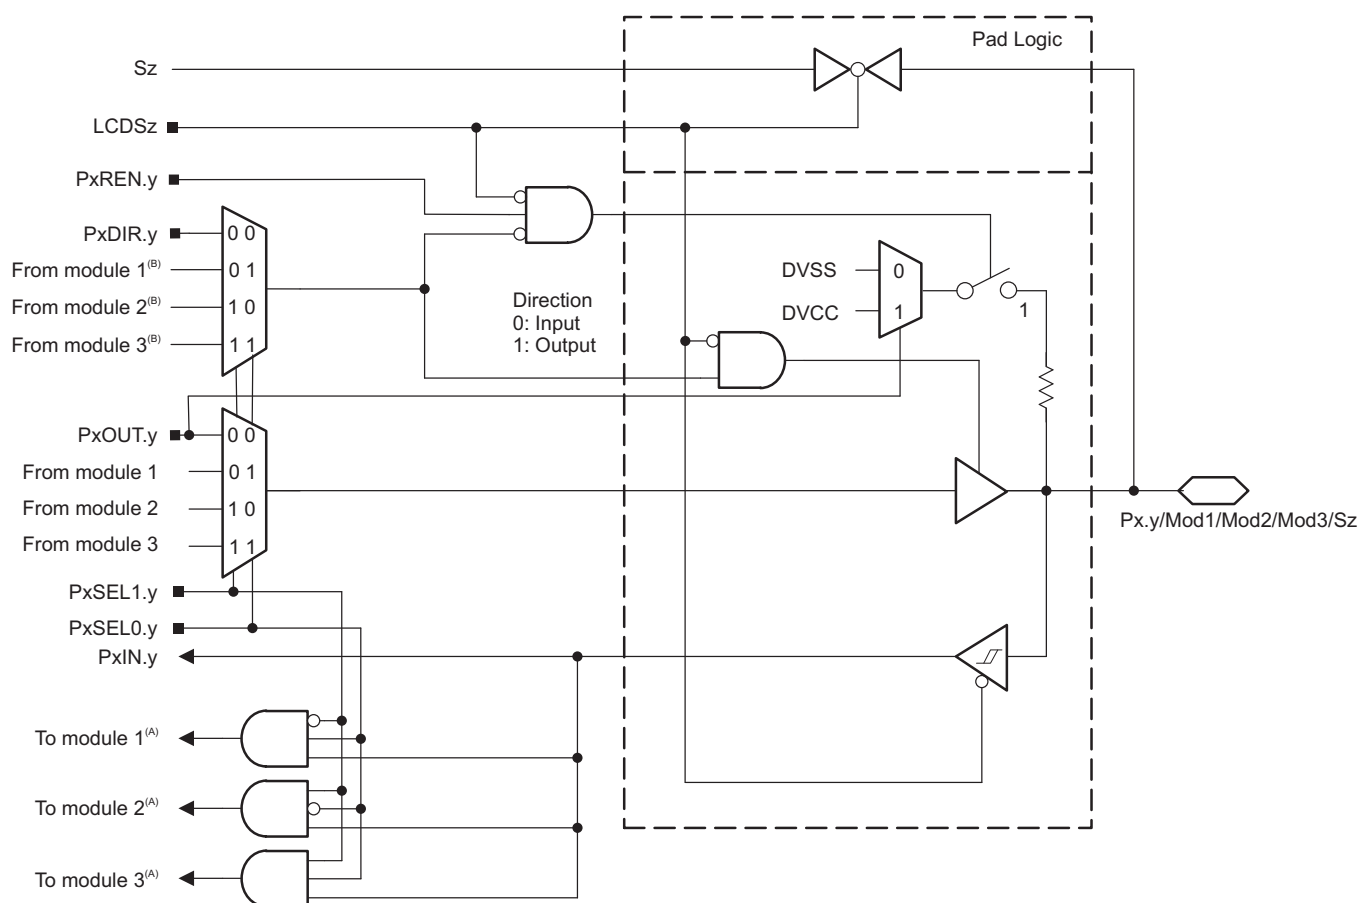 Pad Logic
Sz
LCDSz
PxREN.y
PxDIR.y
0 0
From module 1(B)
0 1
From module 2(B)
1 0
From module 3(B)
1 1
Direction
0: Input
1: Output
DVSS
0
DVCC
1
1
PxOUT.y
0 0
From module 1
0 1
From module 2
1 0
From module 3
1 1
Px.y/Mod1/Mod2/Mod3/Sz
PxSEL1.y
PxSEL0.y
PxIN.y
To module 1(A)
To module 2(A)
To module 3(A)